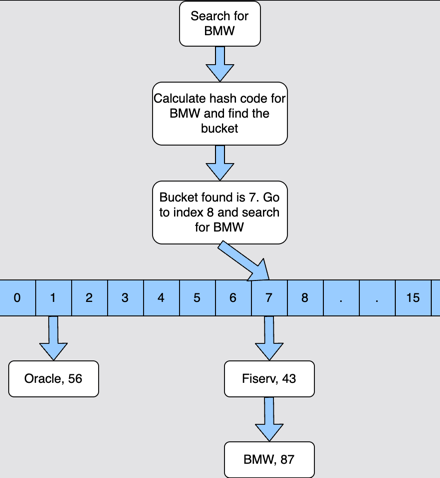 Search for
BMW
Calculate hash code for
BMW and find the
bucket
Bucket found is 7. Go
to index 8 and search
for BMW
0 1 2 3 4 5 6 7 8 . . 15
Oracle, 56
Fiserv, 43
BMW, 87